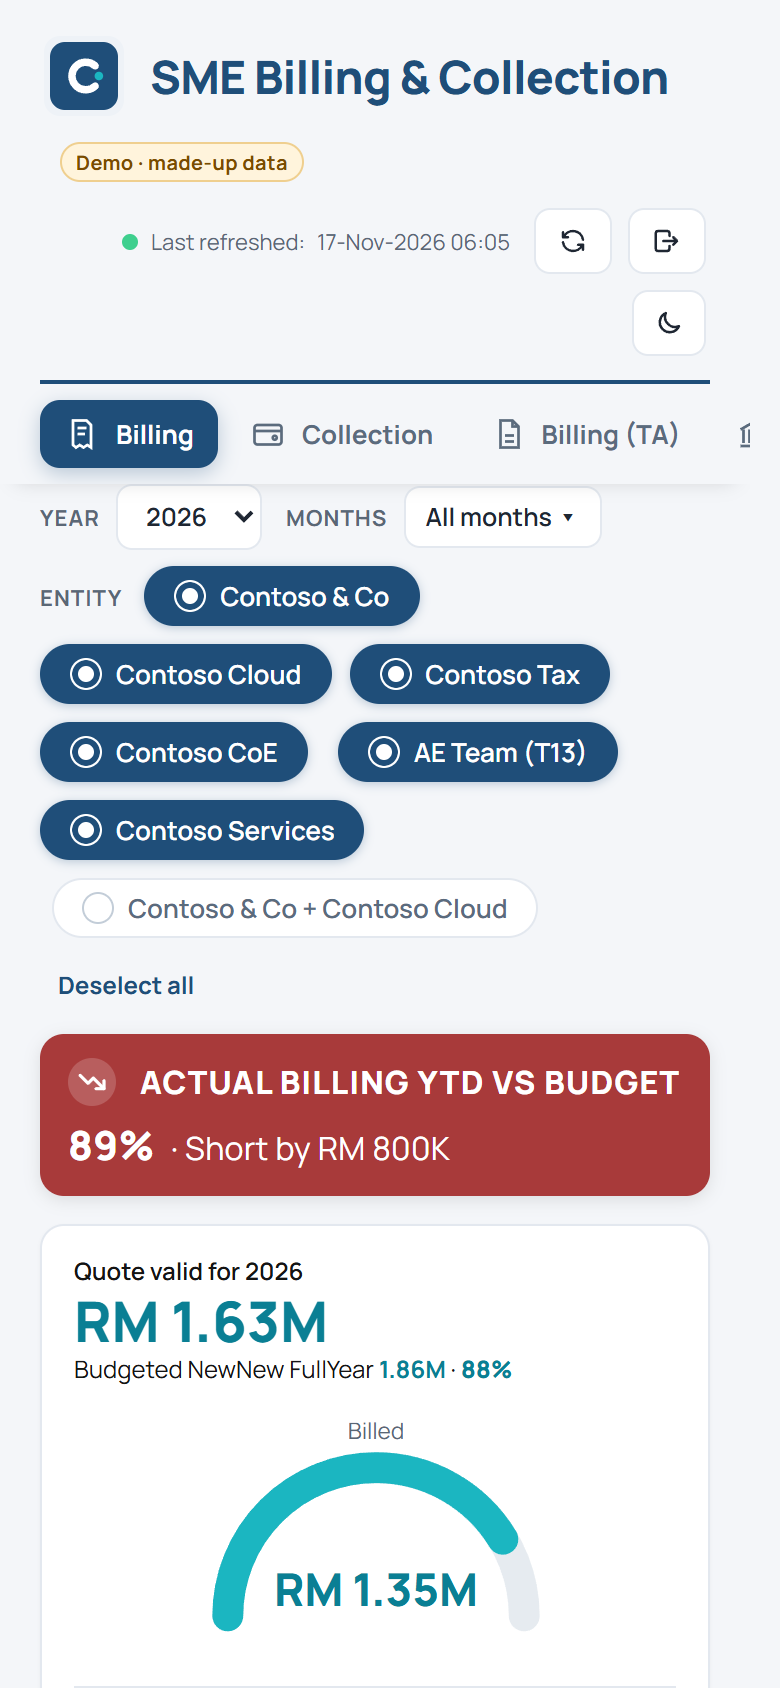 SME Billing & Collection
Demo · made-up data
Last refreshed: 17-Nov-2026 06:05
Billing Collection Billing (TA)
YEAR 2026 MONTHS All months
ENTITY Contoso & Co
Contoso Cloud Contoso Tax
Contoso CoE AE Team (T13)
Contoso Services
Contoso & Co + Contoso Cloud
Deselect all
ACTUAL BILLING YTD VS BUDGET
89% · Short by RM 800K
Quote valid for 2026
RM 1.63M
Budgeted NewNew FullYear 1.86M · 88%
Billed
RM 1.35M